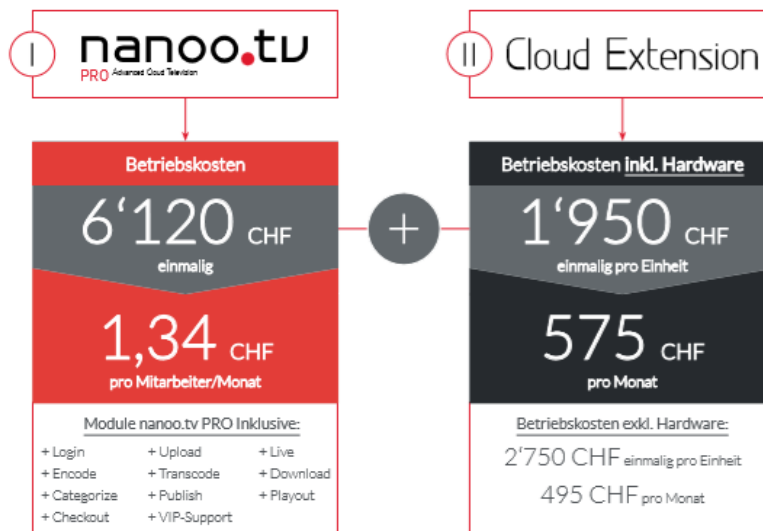 I
nanoo.tv
PRO Advanced Cloud Television
II Cloud Extension
Betriebskosten
6‘120 CHF
einmalig
1,34 CHF
pro Mitarbeiter/Monat
Module nanoo.tv PRO Inklusive:
+ Login + Upload + Live
+ Encode + Transcode + Download
+ Categorize + Publish + Playout
+ Checkout + VIP-Support
+
Betriebskosten inkl. Hardware
1‘950 CHF
einmalig pro Einheit
575 CHF
pro Monat
Betriebskosten exkl. Hardware:
2‘750 CHF einmalig pro Einheit
495 CHF pro Monat